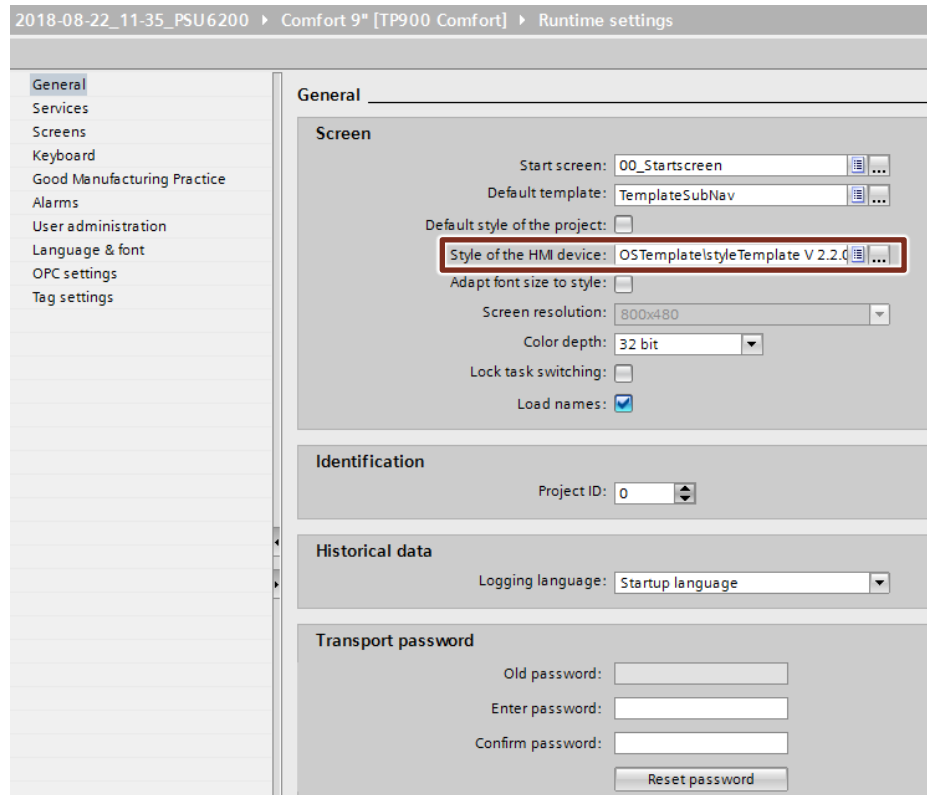 2018-08-22_11-35_PSU6200 ▸ Comfort 9" [TP900 Comfort] ▸ Runtime settings
General
Services
Screens
Keyboard
Good Manufacturing Practice
Alarms
User administration
Language & font
OPC settings
Tag settings
General
Screen
Start screen: 00_Startscreen ...
Default template: TemplateSubNav ...
Default style of the project:
Style of the HMI device: OSTemplate\styleTemplate V 2.2.0 ...
Adapt font size to style:
Screen resolution: 800x480
Color depth: 32 bit
Lock task switching:
Load names:
Identification
Project ID: 0
Historical data
Logging language: Startup language
Transport password
Old password:
Enter password:
Confirm password:
Reset password